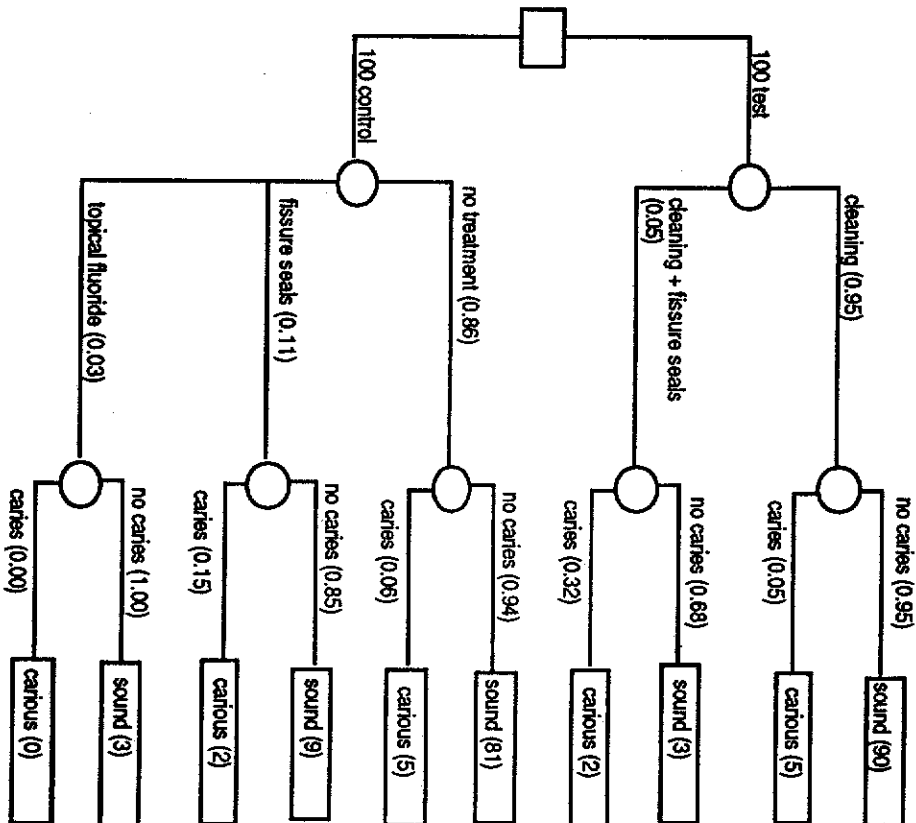 100 test
100 control
cleaning (0.95)
cleaning + fissure seals
(0.05)
no treatment (0.86)
fissure seals (0.11)
topical fluoride (0.03)
no caries (0.95)
caries (0.05)
no caries (0.68)
caries (0.32)
no caries (0.94)
caries (0.06)
no caries (0.85)
caries (0.15)
no caries (1.00)
caries (0.00)
sound (90)
carious (5)
sound (3)
carious (2)
sound (81)
carious (5)
sound (9)
carious (2)
sound (3)
carious (0)